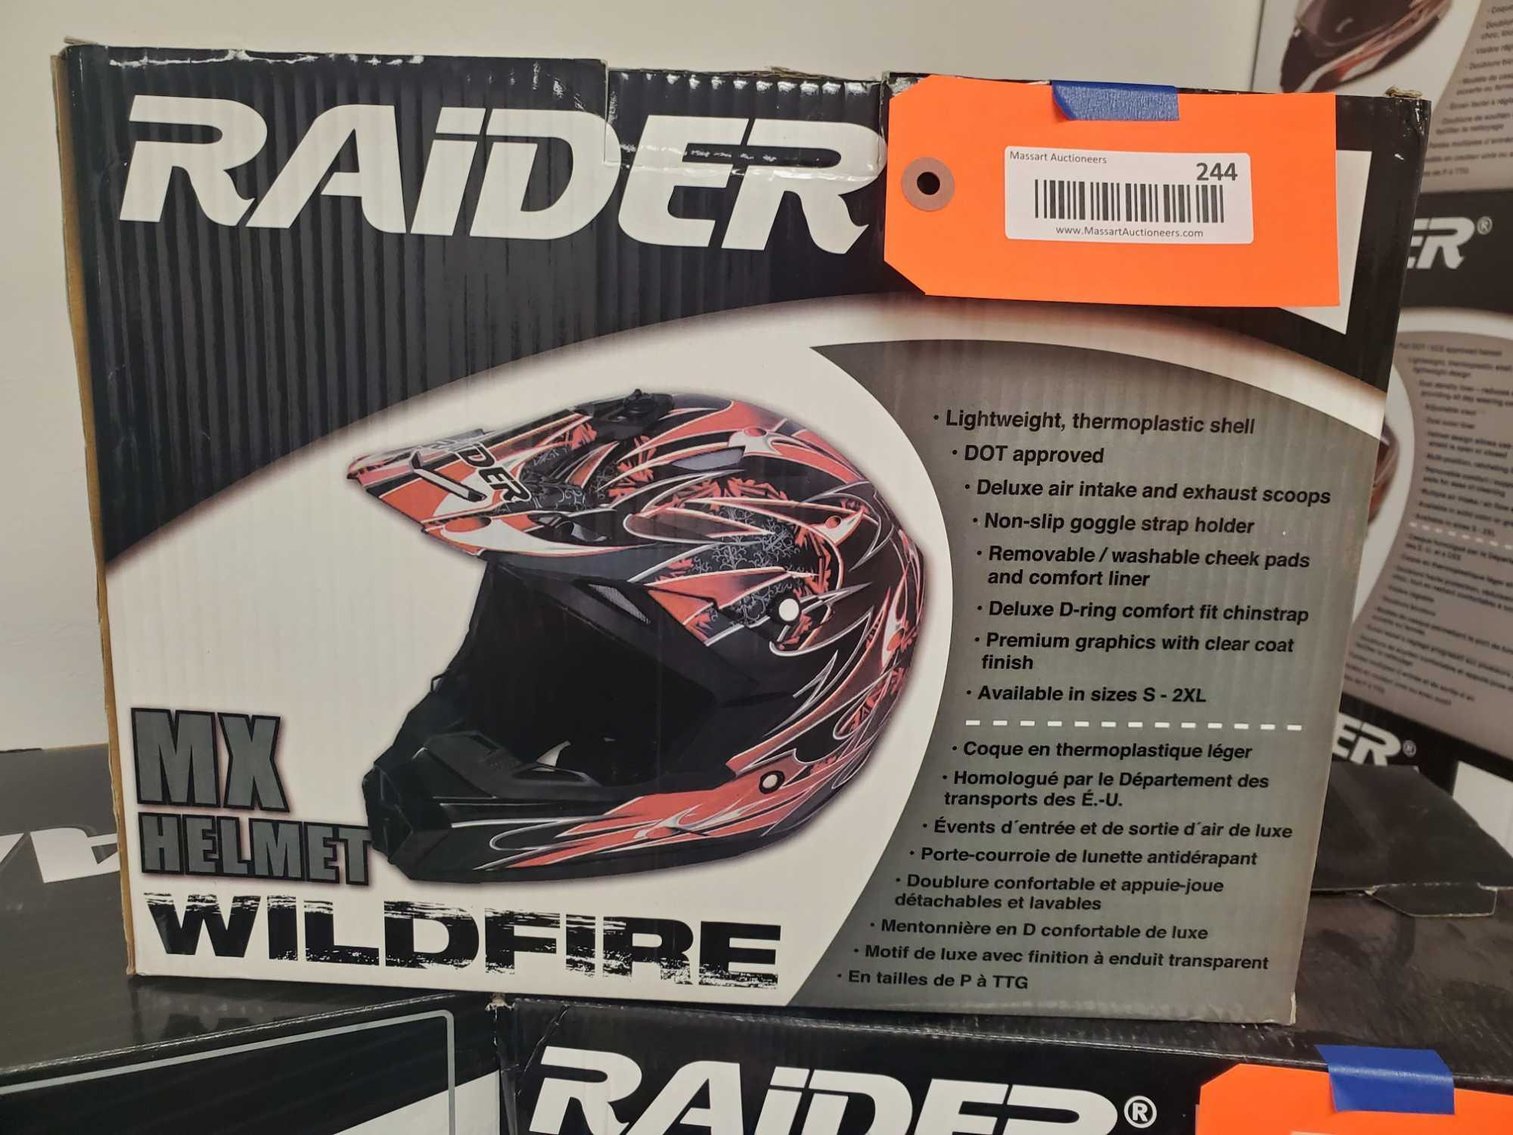 RAiDER
Massart Auctioneers
244
www.MassartAuctioneers.com
DER
· Lightweight, thermoplastic shell
· DOT approved
· Deluxe air intake and exhaust scoops
· Non-slip goggle strap holder
· Removable / washable cheek pads
and comfort liner
· Deluxe D-ring comfort fit chinstrap
· Premium graphics with clear coat
finish
· Available in sizes S - 2XL
· Coque en thermoplastique léger
· Homologué par le Département des
transports des É.-U.
· Évents d´entrée et de sortie d´air de luxe
· Porte-courroie de lunette antidérapant
· Doublure confortable et appuie-joue
détachables et lavables
· Mentonnière en D confortable de luxe
· Motif de luxe avec finition à enduit transparent
· En tailles de P à TTG
MX
HELMET
WILDFIRE
RAiDER®
ER®
ER®